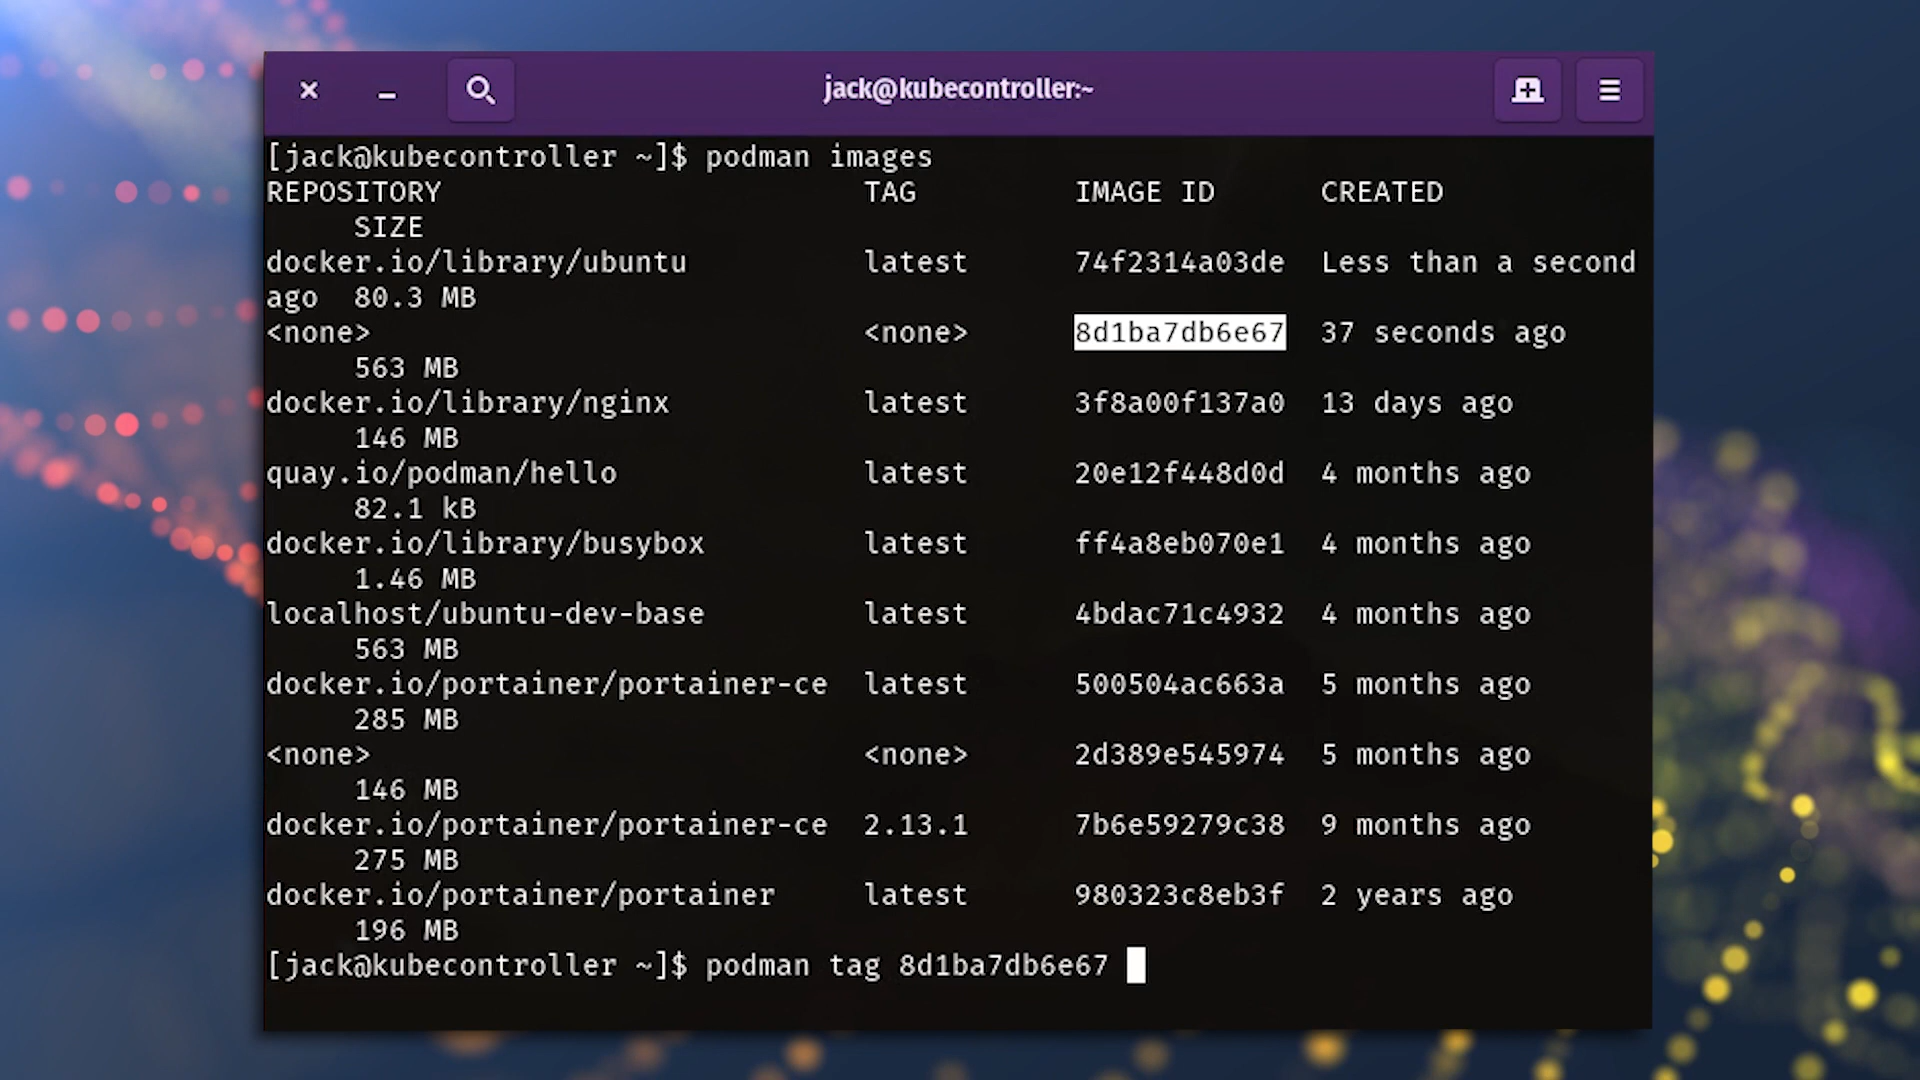 jack@kubecontroller:~
[jack@kubecontroller ~]$ podman images
REPOSITORY TAG IMAGE ID CREATED
SIZE
docker.io/library/ubuntu latest 74f2314a03de Less than a second
ago 80.3 MB
<none> <none> 8d1ba7db6e67 37 seconds ago
563 MB
docker.io/library/nginx latest 3f8a00f137a0 13 days ago
146 MB
quay.io/podman/hello latest 20e12f448d0d 4 months ago
82.1 kB
docker.io/library/busybox latest ff4a8eb070e1 4 months ago
1.46 MB
localhost/ubuntu-dev-base latest 4bdac71c4932 4 months ago
563 MB
docker.io/portainer/portainer-ce latest 500504ac663a 5 months ago
285 MB
<none> <none> 2d389e545974 5 months ago
146 MB
docker.io/portainer/portainer-ce 2.13.1 7b6e59279c38 9 months ago
275 MB
docker.io/portainer/portainer latest 980323c8eb3f 2 years ago
196 MB
[jack@kubecontroller ~]$ podman tag 8d1ba7db6e67